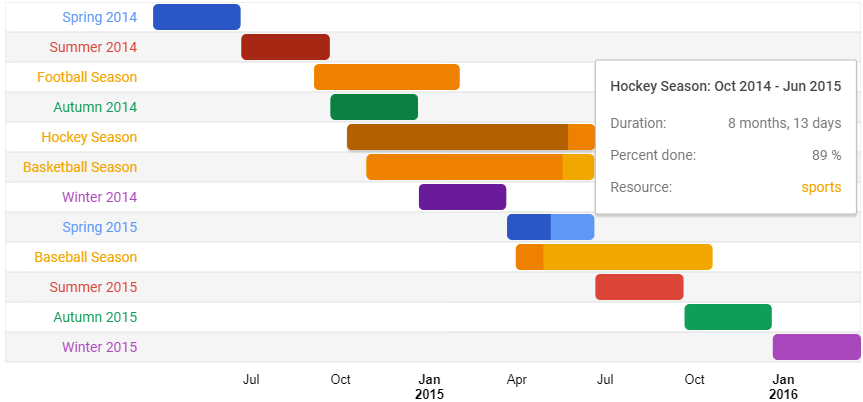 Spring 2014
Summer 2014
Football Season
Autumn 2014
Hockey Season
Basketball Season
Winter 2014
Spring 2015
Baseball Season
Summer 2015
Autumn 2015
Winter 2015
Hockey Season: Oct 2014 - Jun 2015
Duration: 8 months, 13 days
Percent done: 89 %
Resource: sports
Jul Oct Jan Apr Jul Oct Jan
2015 2016